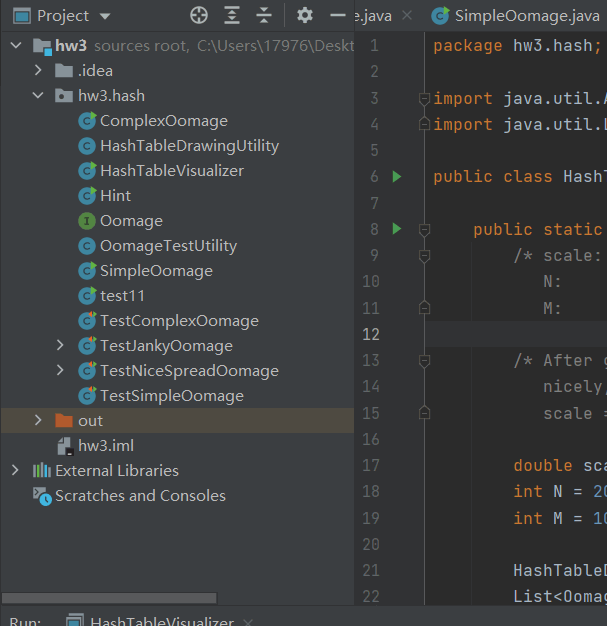 Project
hw3 sources root, C:\Users\17976\Deskt
.idea
hw3.hash
ComplexOomage
HashTableDrawingUtility
HashTableVisualizer
Hint
I Oomage
OomageTestUtility
SimpleOomage
test11
TestComplexOomage
TestJankyOomage
TestNiceSpreadOomage
TestSimpleOomage
out
hw3.iml
External Libraries
Scratches and Consoles
e.java SimpleOomage.java
1 package hw3.hash;
2
3 import java.util.A
4 import java.util.L
5
6 public class HashT
7
8 public static
9 /* scale:
10 N:
11 M:
12
13 /* After g
14 nicely,
15 scale =
16
17 double sca
18 int N = 20
19 int M = 10
20
21 HashTableD
22 List<Oomag
Run: HashTableVisualizer